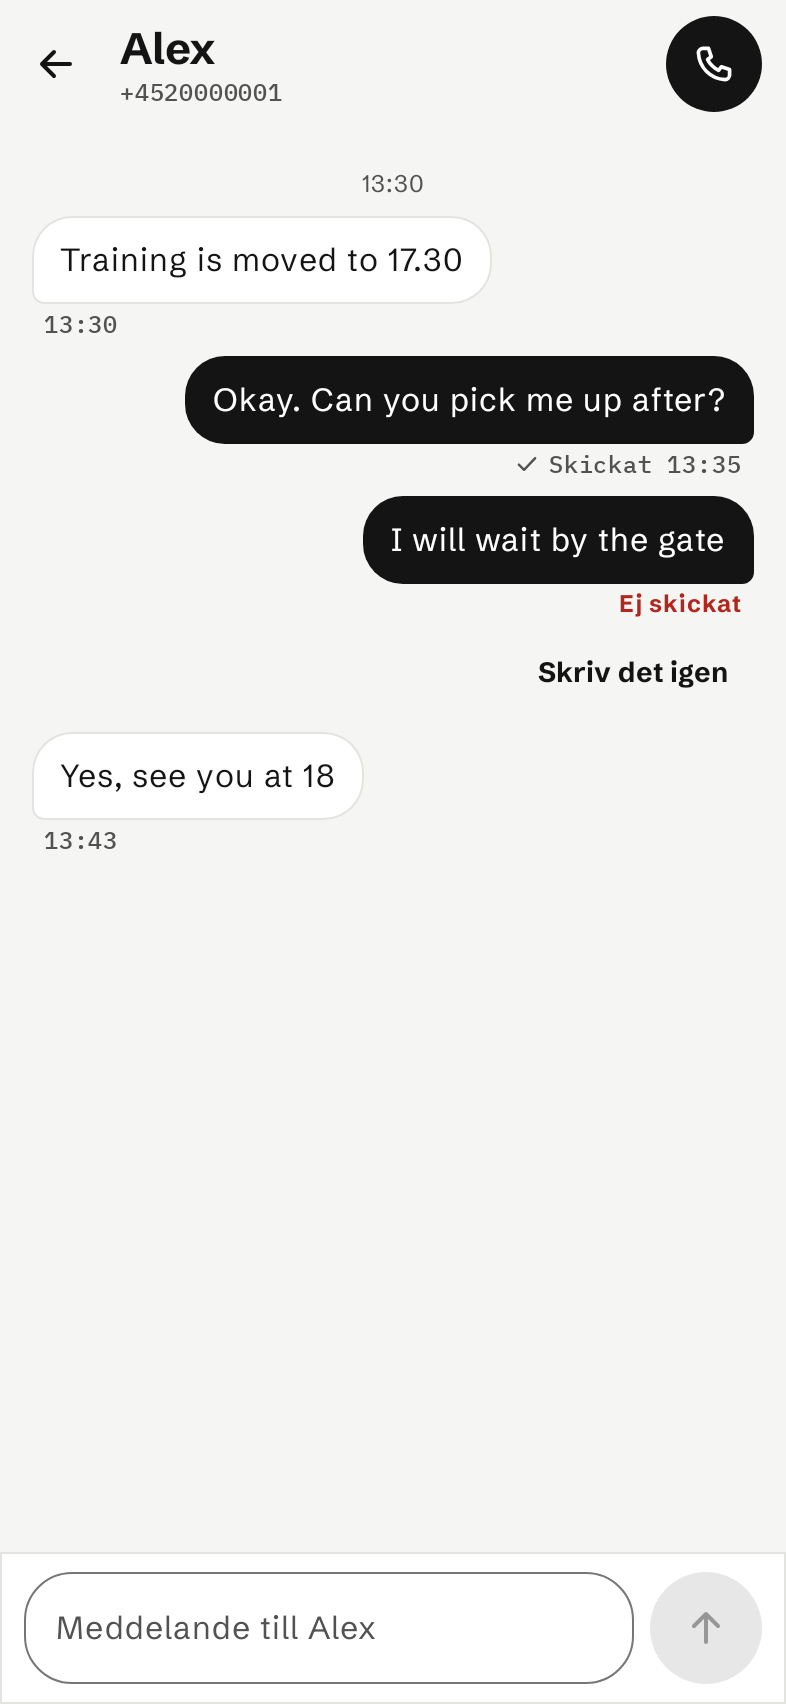 Alex
+4520000001
13:30
Training is moved to 17.30
13:30
Okay. Can you pick me up after?
Skickat 13:35
I will wait by the gate
Ej skickat
Skriv det igen
Yes, see you at 18
13:43
Meddelande till Alex